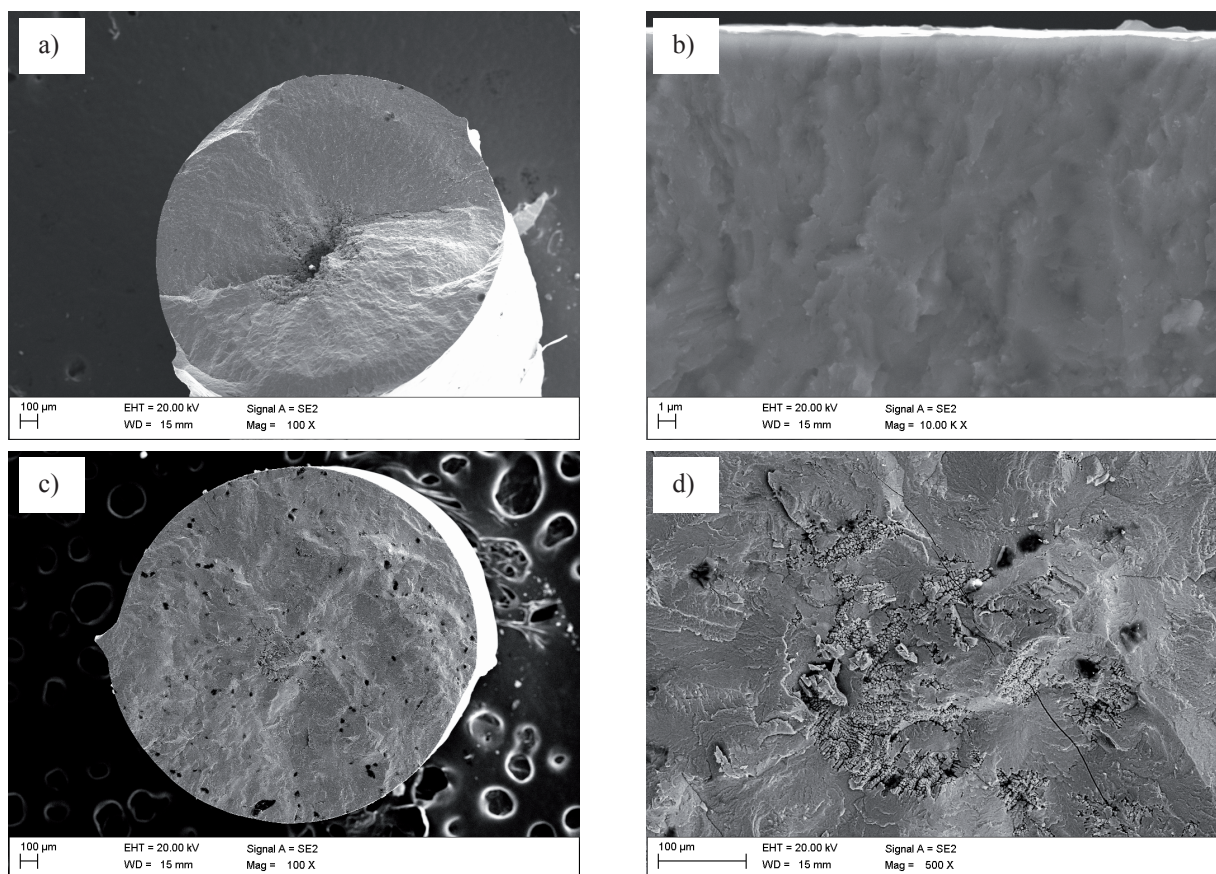 a)
100 µm
EHT = 20.00 kV
WD = 15 mm
Signal A = SE2
Mag = 100 X
b)
1 µm
EHT = 20.00 kV
WD = 15 mm
Signal A = SE2
Mag = 10.00 K X
c)
100 µm
EHT = 20.00 kV
WD = 15 mm
Signal A = SE2
Mag = 100 X
d)
100 µm
EHT = 20.00 kV
WD = 15 mm
Signal A = SE2
Mag = 500 X